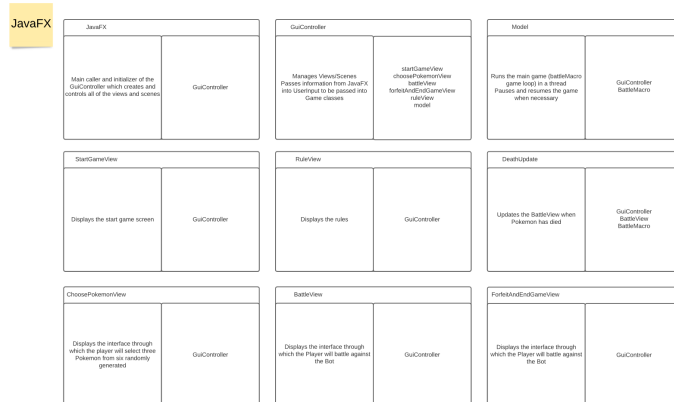 JavaFX
JavaFX
Main caller and initializer of the
GuiController which creates and
controls all of the views and scenes
GuiController
GuiController
Manages Views/Scenes
Passes information from JavaFX
into UserInput to be passed into
Game classes
startGameView
choosePokemonView
battleView
forfeitAndEndGameView
ruleView
model
Model
Runs the main game (battleMacro
game loop) in a thread
Pauses and resumes the game
when necessary
GuiController
BattleMacro
StartGameView
Displays the start game screen
GuiController
RuleView
Displays the rules
GuiController
DeathUpdate
Updates the BattleView when
Pokemon has died
GuiController
BattleView
BattleMacro
ChoosePokemonView
Displays the interface through
which the player will select three
Pokemon from six randomly
generated
GuiController
BattleView
Displays the interface through
which the Player will battle against
the Bot
GuiController
ForfeitAndEndGameView
Displays the interface through
which the Player will battle against
the Bot
GuiController